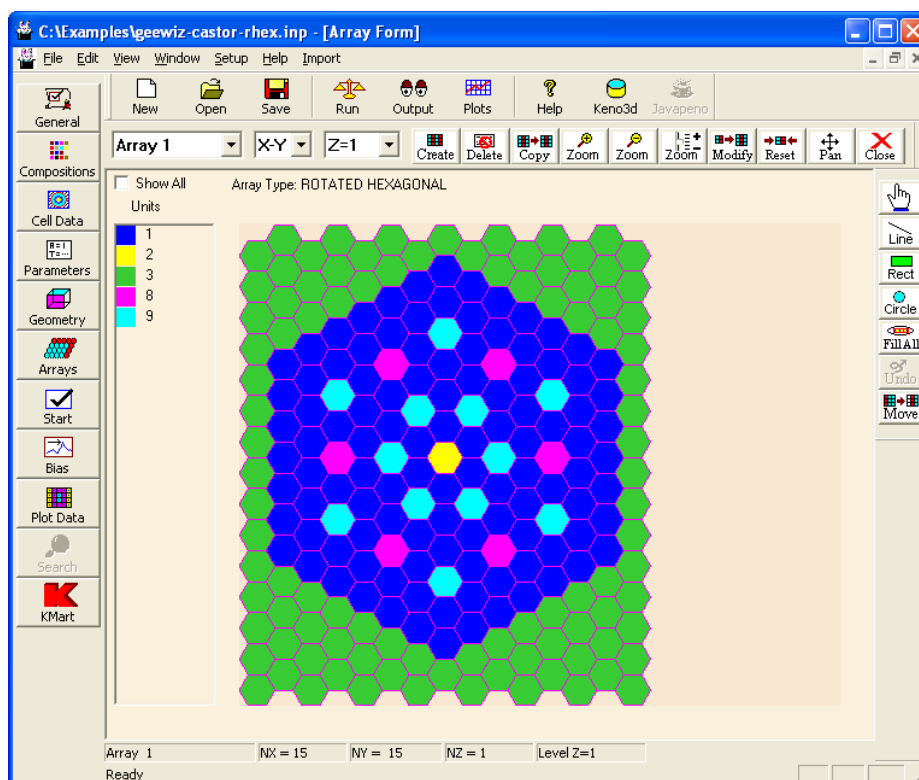 C:\Examples\geewiz-castor-rhex.inp - [Array Form]
File Edit View Window Setup Help Import
General
Compositions
Cell Data
Parameters
Geometry
Arrays
Start
Bias
Plot Data
Search
KMart
New Open Save Run Output Plots Help Keno3d Javapeno
Array 1 X-Y Z=1 Create Delete Copy Zoom Zoom Zoom Modify Reset Pan Close
Show All Array Type: ROTATED HEXAGONAL
Units
1
2
3
8
9
Line
Rect
Circle
Fill All
Undo
Move
Array 1 NX = 15 NY = 15 NZ = 1 Level Z=1
Ready